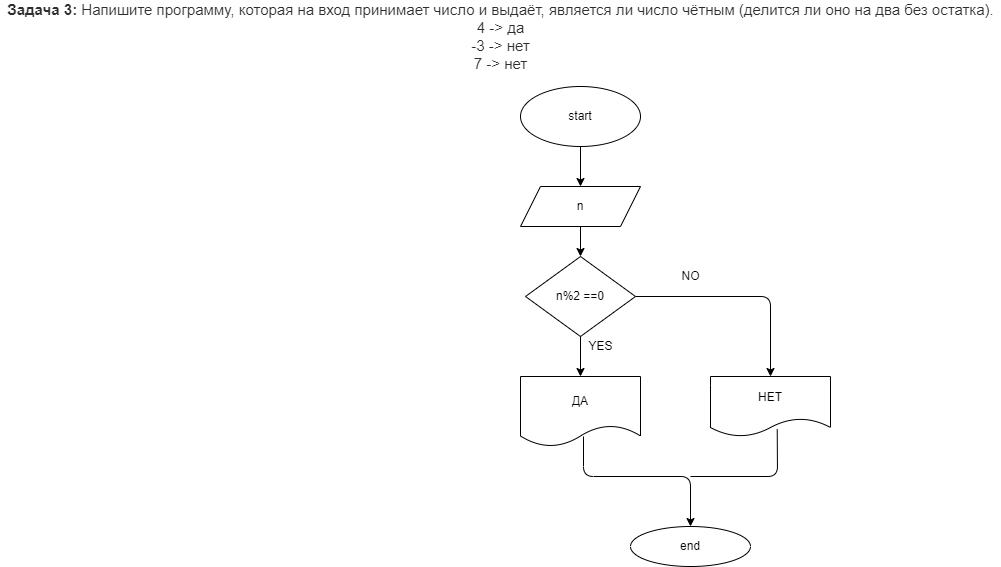 Задача 3: Напишите программу, которая на вход принимает число и выдаёт, является ли число чётным (делится ли оно на два без остатка).
4 -> да
-3 -> нет
7 -> нет
start
n
n%2 ==0
NO
YES
ДА
НЕТ
end